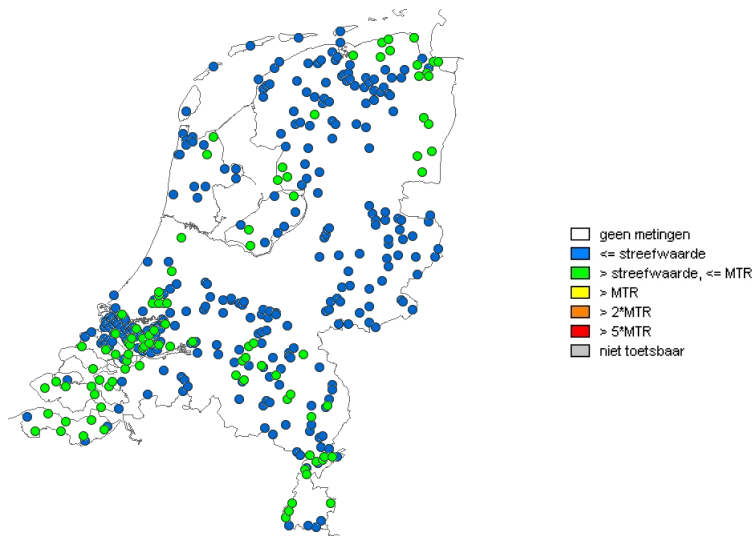 geen metingen
<= streefwaarde
> streefwaarde, <= MTR
> MTR
> 2*MTR
> 5*MTR
niet toetsbaar